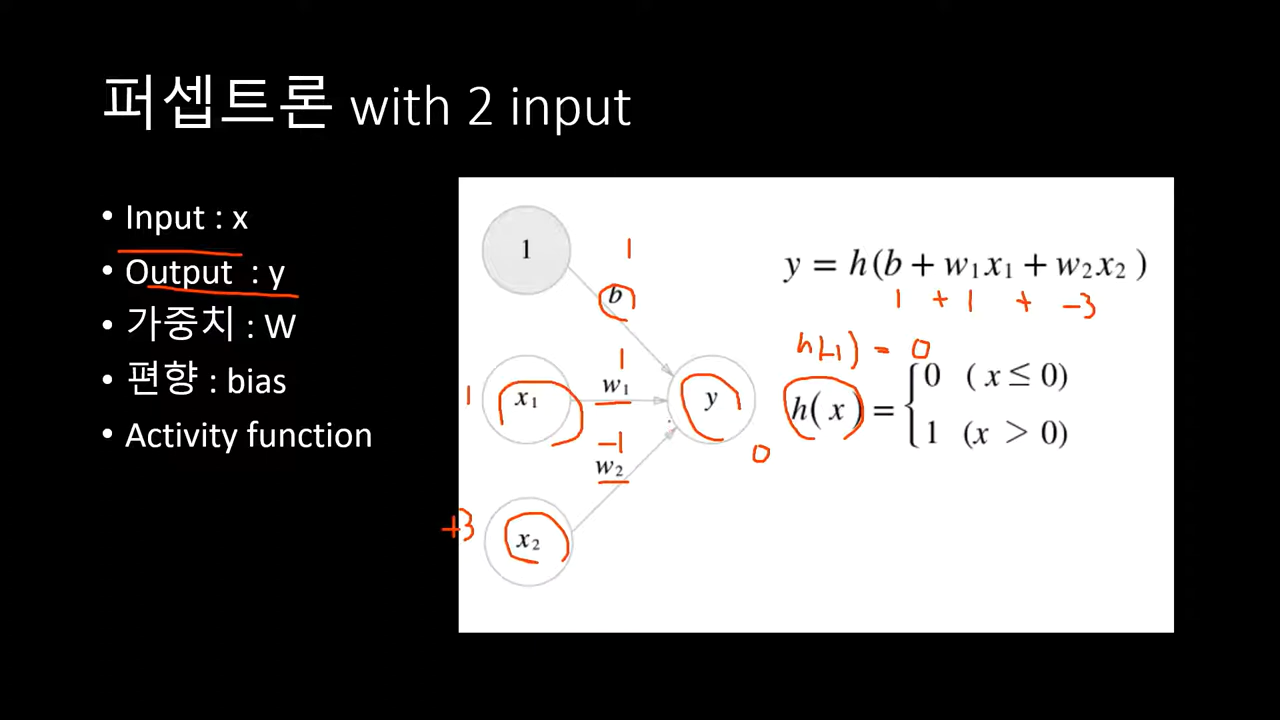 퍼셉트론 with 2 input
• Input : x
• Output : y
• 가중치 : W
• 편향 : bias
• Activity function
1
1
b
y = h(b + w₁x₁ + w₂x₂ )
1 + 1 + -3
h(-1) = 0
1
1
w₁
x₁
y
h( x ) = { 0 ( x ≤ 0)
1 (x > 0)
-1
w₂
0
+3
x₂